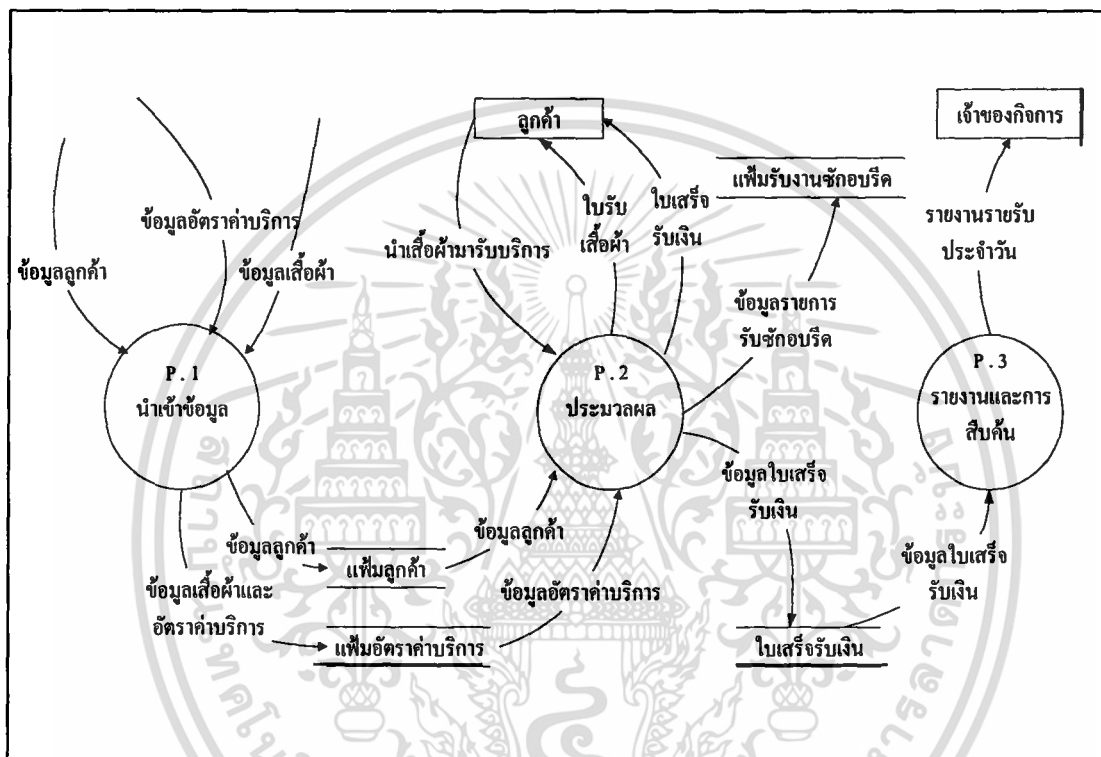 ลูกค้า
เจ้าของกิจการ
แฟ้มรับงานซักอบรีด
ข้อมูลอัตราค่าบริการ
ข้อมูลลูกค้า
ข้อมูลเสื้อผ้า
นำเสื้อผ้ามารับบริการ
ใบรับ
เสื้อผ้า
ใบเสร็จ
รับเงิน
รายงานรายรับ
ประจำวัน
ข้อมูลรายการ
รับซักอบรีด
P.1
นำเข้าข้อมูล
P.2
ประมวลผล
P.3
รายงานและการ
สืบค้น
ข้อมูลใบเสร็จ
รับเงิน
ข้อมูลลูกค้า
แฟ้มลูกค้า
ข้อมูลลูกค้า
ข้อมูลเสื้อผ้าและ
อัตราค่าบริการ
แฟ้มอัตราค่าบริการ
ข้อมูลอัตราค่าบริการ
ข้อมูลใบเสร็จ
รับเงิน
ใบเสร็จรับเงิน